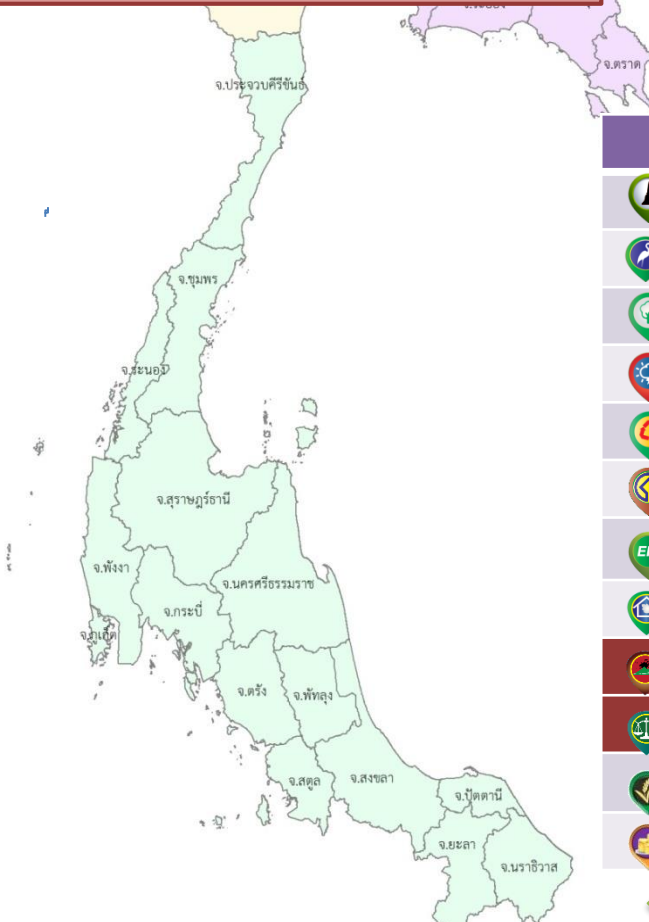 จ.ตราด
จ.ประจวบคีรีขันธ์
จ.ชุมพร
จ.ระนอง
จ.สุราษฎร์ธานี
จ.พังงา
จ.นครศรีธรรมราช
จ.กระบี่
จ.ภูเก็ต
จ.ตรัง
จ.พัทลุง
จ.สตูล
จ.สงขลา
จ.ปัตตานี
จ.ยะลา
จ.นราธิวาส